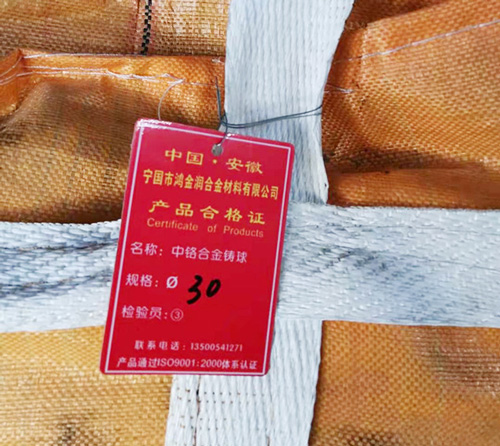 中国·安徽
宁国市鸿金润合金材料有限公司
产品合格证
Certificate of Products
名称：中铬合金铸球
规格：Ø 30
检验员：③
联系电话：13500541271
产品通过ISO9001:2000体系认证